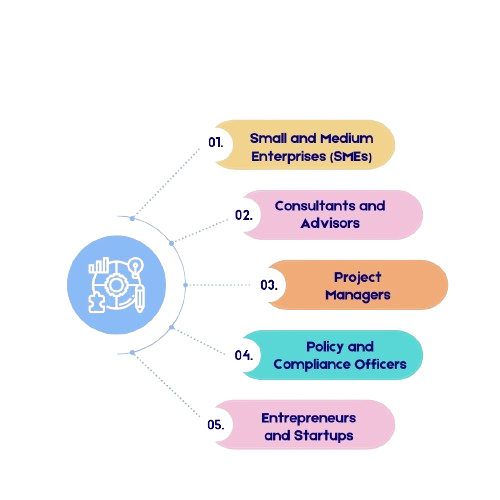 01.
Small and Medium
Enterprises (SMEs)
02.
Consultants and
Advisors
03.
Project
Managers
04.
Policy and
Compliance Officers
05.
Entrepreneurs
and Startups